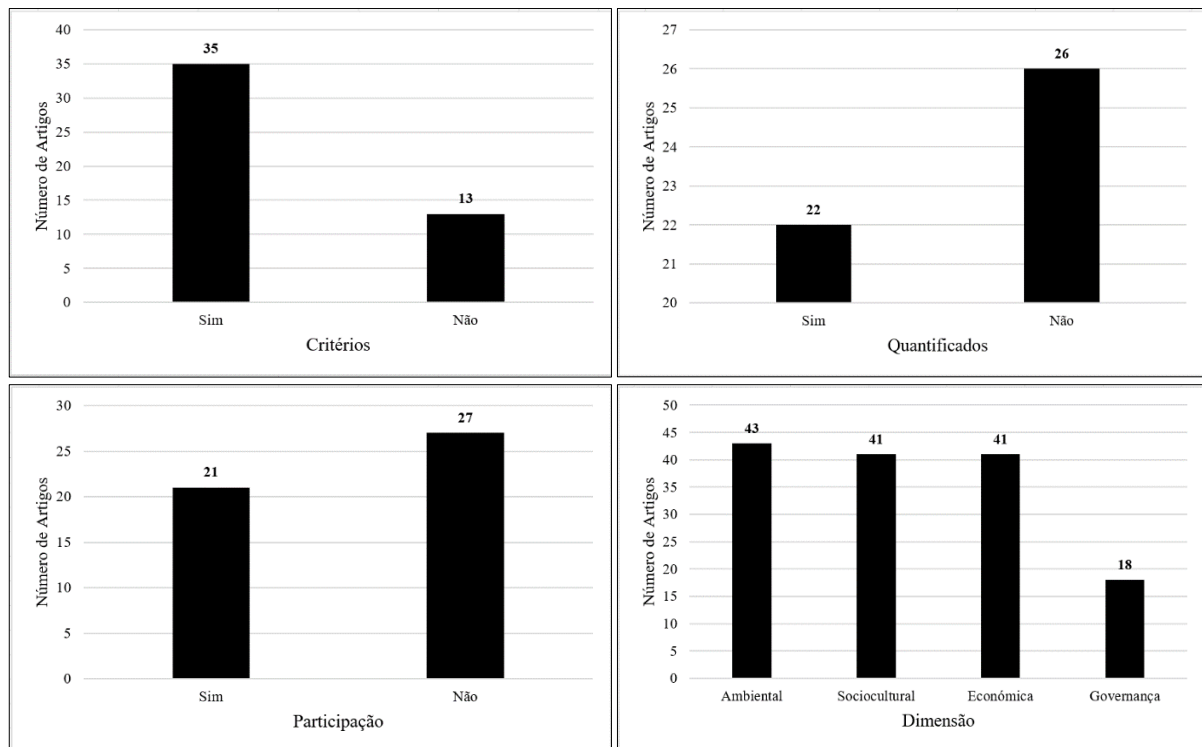 40
35
35
30
25
20
15
13
10
5
0
Número de Artigos
Sim
Não
Critérios
27
26
26
25
24
23
22
22
21
20
Número de Artigos
Sim
Não
Quantificados
30
27
25
21
20
15
10
5
0
Número de Artigos
Sim
Não
Participação
50
45
43
41
41
40
35
30
25
20
18
15
10
5
0
Número de Artigos
Ambiental
Sociocultural
Económica
Governança
Dimensão